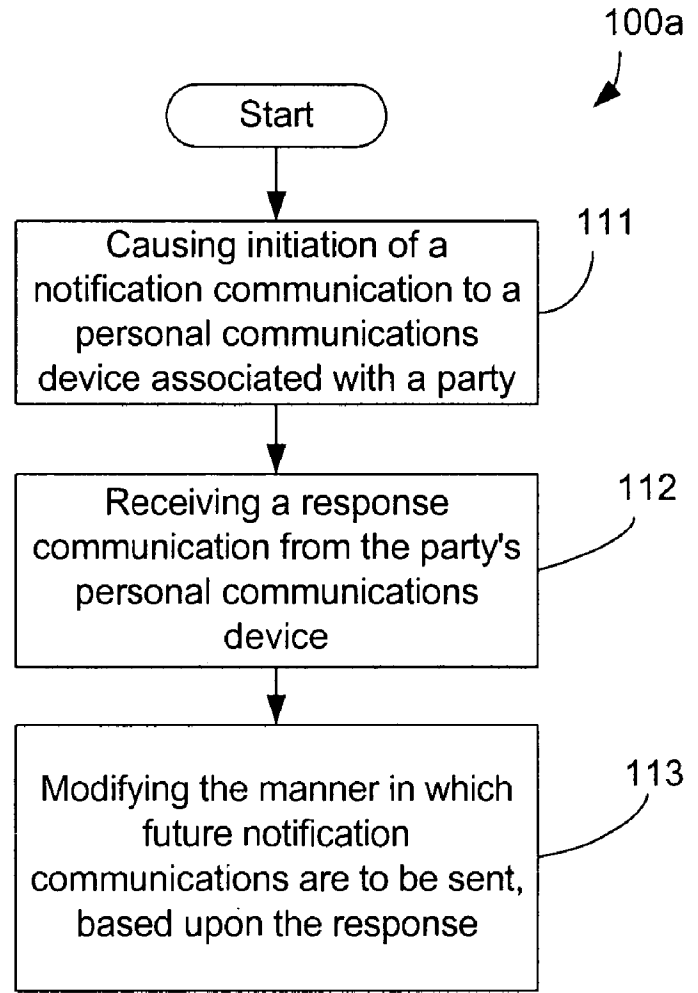 100a
Start
111
Causing initiation of a
notification communication to a
personal communications
device associated with a party
112
Receiving a response
communication from the party's
personal communications
device
113
Modifying the manner in which
future notification
communications are to be sent,
based upon the response